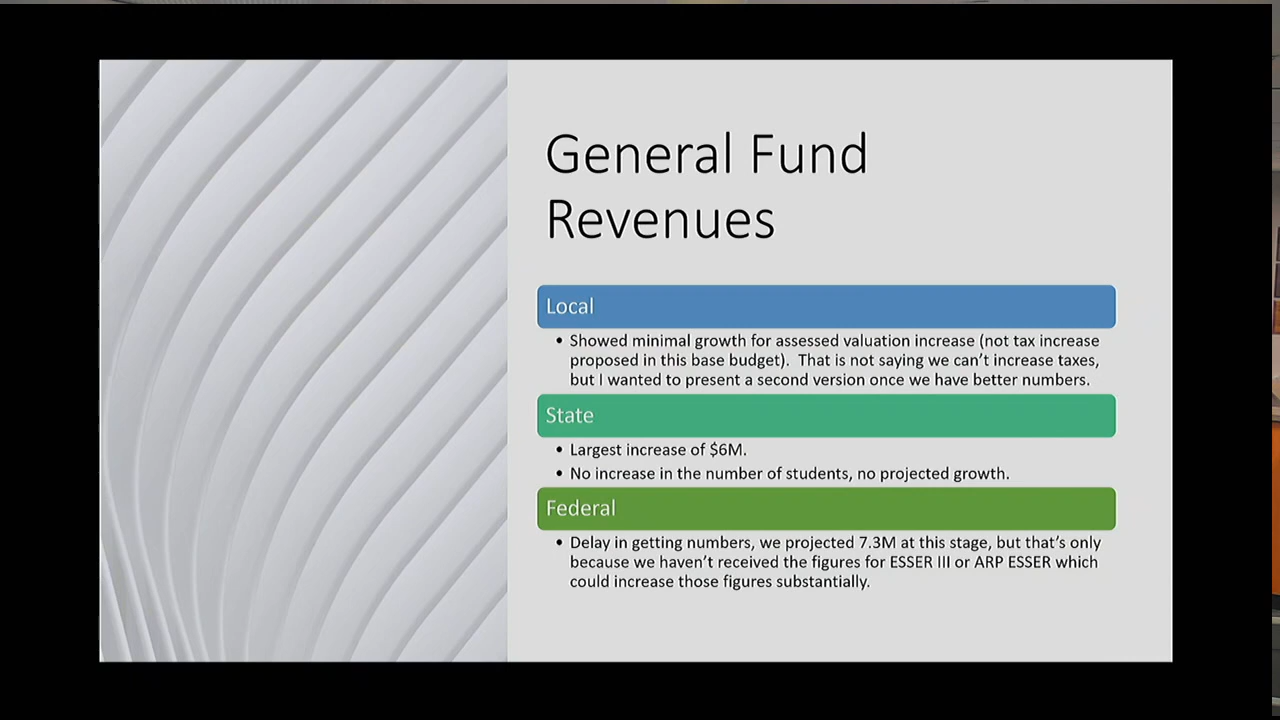 General Fund
Revenues
Local
• Showed minimal growth for assessed valuation increase (not tax increase
proposed in this base budget).  That is not saying we can't increase taxes,
but I wanted to present a second version once we have better numbers.
State
• Largest increase of $6M.
• No increase in the number of students, no projected growth.
Federal
• Delay in getting numbers, we projected 7.3M at this stage, but that's only
because we haven't received the figures for ESSER III or ARP ESSER which
could increase those figures substantially.